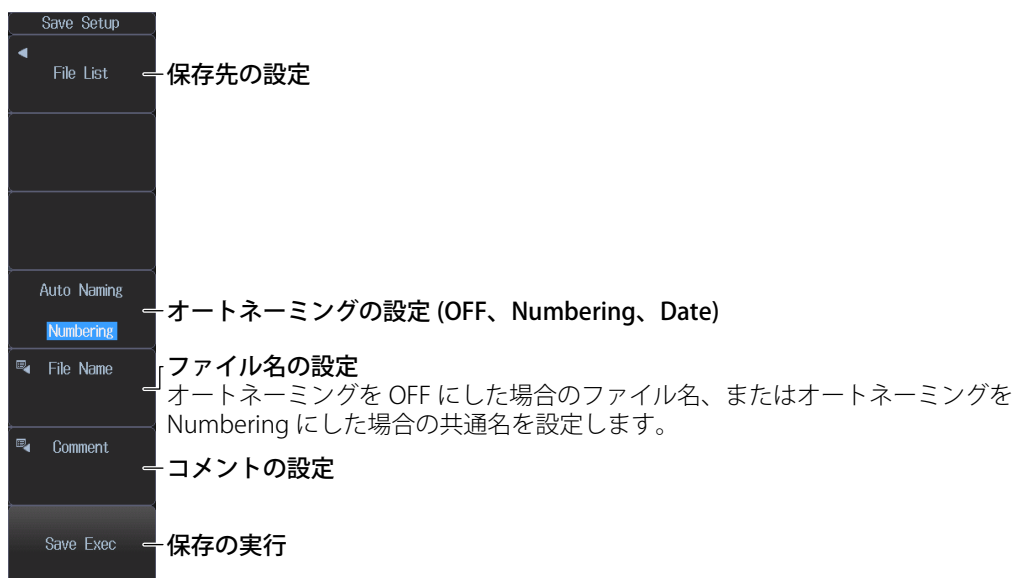 Save Setup
File List
保存先の設定
Auto Naming
Numbering
オートネーミングの設定 (OFF、Numbering、Date)
File Name
ファイル名の設定
オートネーミングを OFF にした場合のファイル名、またはオートネーミングを
Numbering にした場合の共通名を設定します。
Comment
コメントの設定
Save Exec
保存の実行